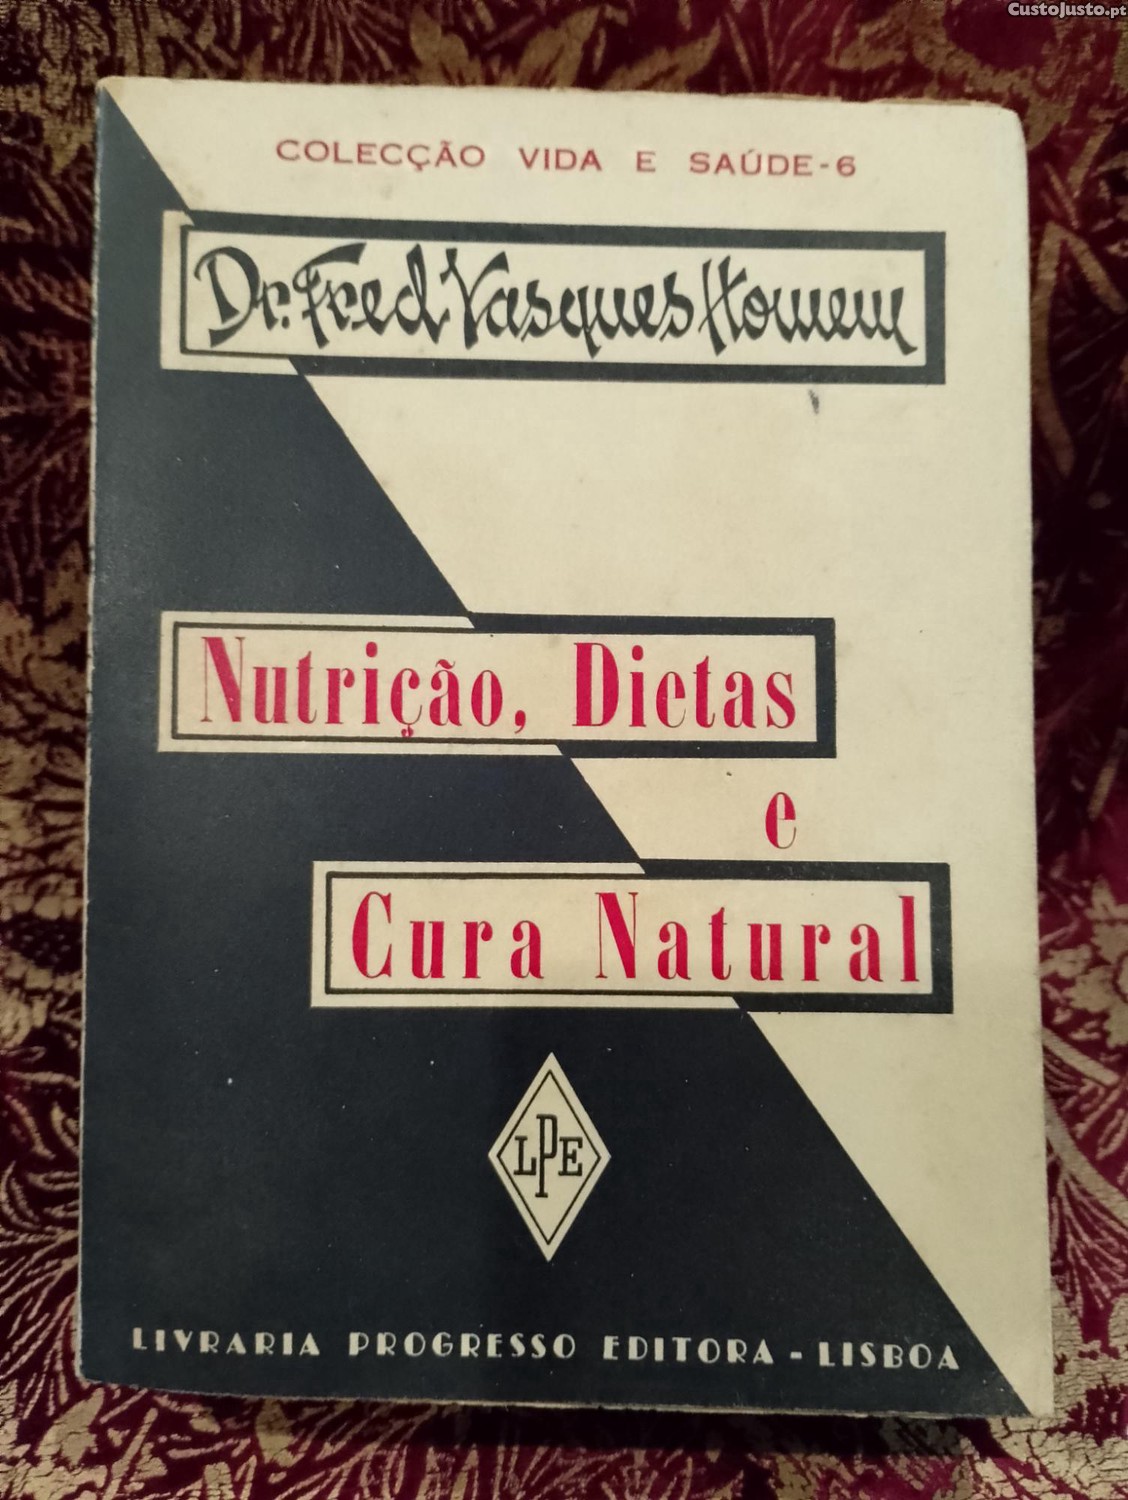 CustoJusto.pt
COLECÇÃO VIDA E SAÚDE-6
Dr. Fred Vasques Homem
Nutrição, Dietas
e
Cura Natural
LPE
LIVRARIA PROGRESSO EDITORA - LISBOA